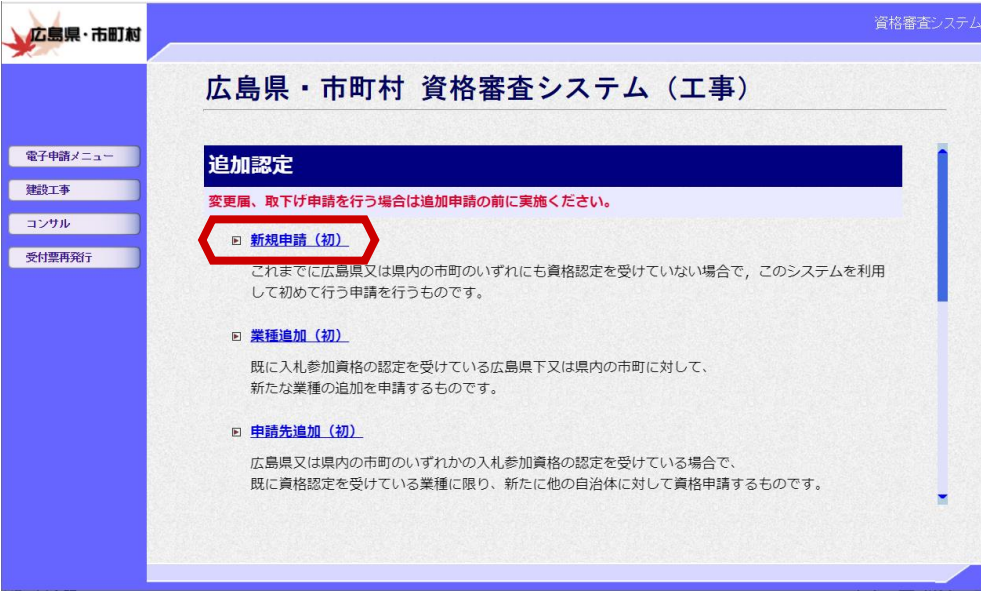 広島県・市町村
資格審査システム
広島県・市町村 資格審査システム（工事）
電子申請メニュー
建設工事
コンサル
受付票再発行
追加認定
変更届、取下げ申請を行う場合は追加申請の前に実施ください。
新規申請（初）
これまでに広島県又は県内の市町のいずれにも資格認定を受けていない場合で，このシステムを利用
して初めて行う申請を行うものです。
業種追加（初）
既に入札参加資格の認定を受けている広島県下又は県内の市町に対して、
新たな業種の追加を申請するものです。
申請先追加（初）
広島県又は県内の市町のいずれかの入札参加資格の認定を受けている場合で、
既に資格認定を受けている業種に限り、新たに他の自治体に対して資格申請するものです。